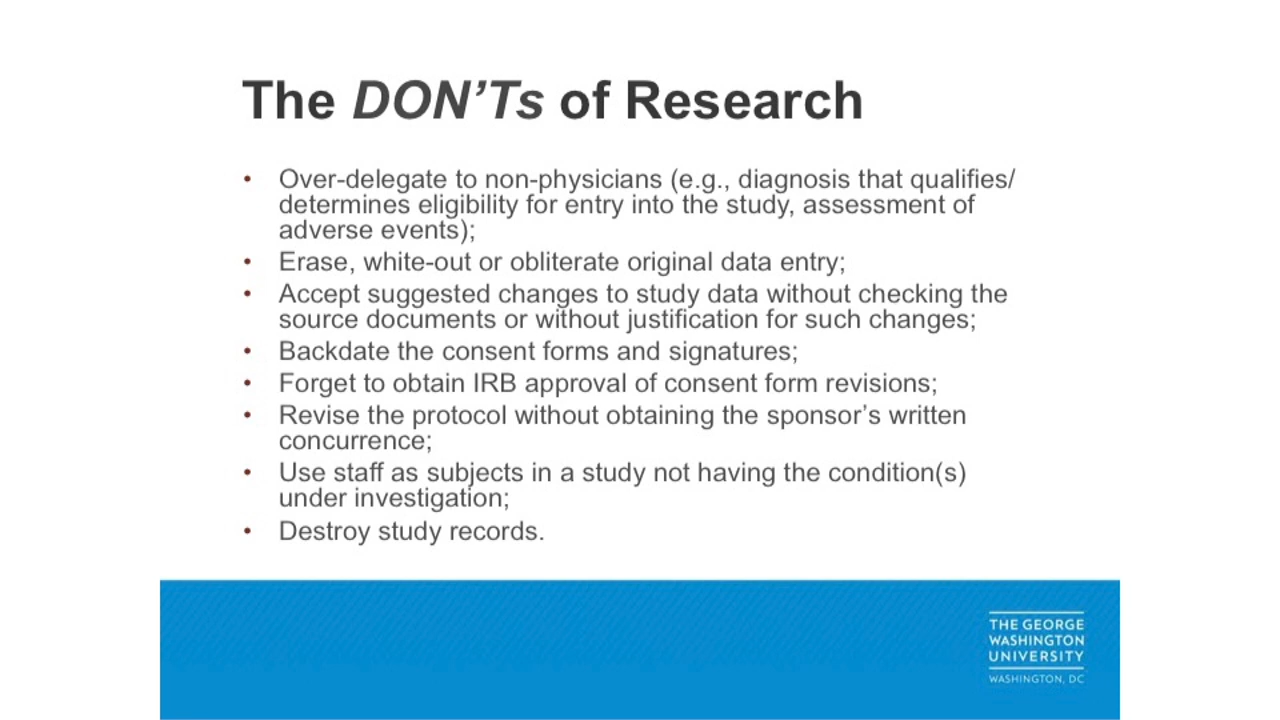 The DON'Ts of Research
• Over-delegate to non-physicians (e.g., diagnosis that qualifies/
determines eligibility for entry into the study, assessment of
adverse events);
• Erase, white-out or obliterate original data entry;
• Accept suggested changes to study data without checking the
source documents or without justification for such changes;
• Backdate the consent forms and signatures;
• Forget to obtain IRB approval of consent form revisions;
• Revise the protocol without obtaining the sponsor's written
concurrence;
• Use staff as subjects in a study not having the condition(s)
under investigation;
• Destroy study records.
THE GEORGE
WASHINGTON
UNIVERSITY
WASHINGTON, DC